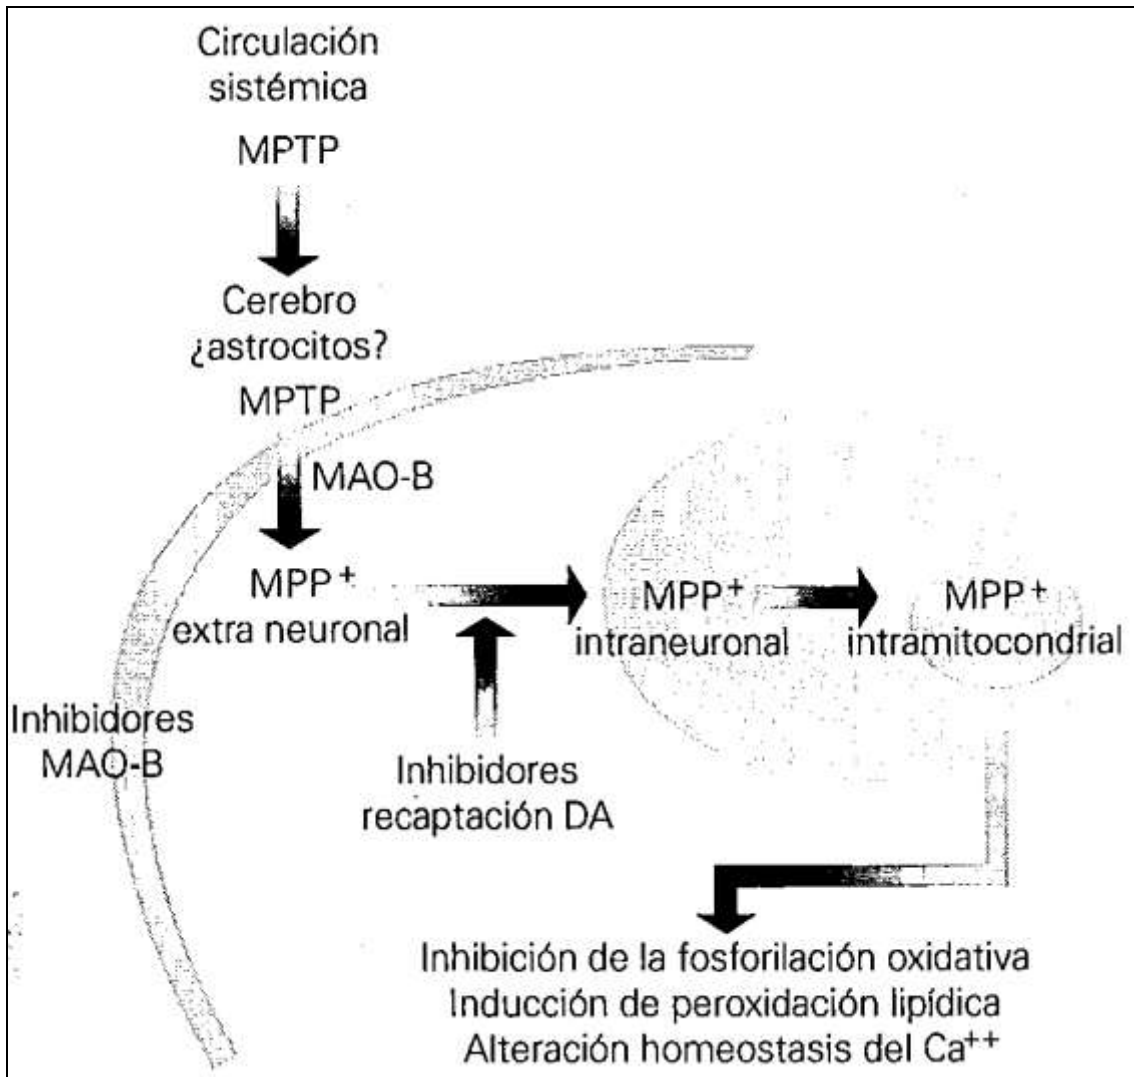 Circulación
sistémica
MPTP
Cerebro
¿astrocitos?
MPTP
MAO-B
MPP+
extra neuronal
MPP+
intraneuronal
MPP+
intramitocondrial
Inhibidores
MAO-B
Inhibidores
recaptación DA
Inhibición de la fosforilación oxidativa
Inducción de peroxidación lipídica
Alteración homeostasis del Ca++